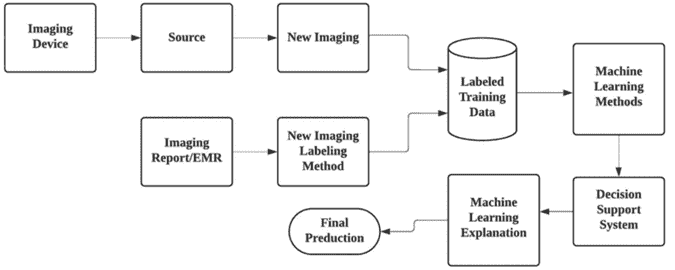 Imaging
Device
Source
New Imaging
Labeled
Training
Data
Machine
Learning
Methods
Imaging
Report/EMR
New Imaging
Labeling
Method
Decision
Support
System
Machine
Learning
Explanation
Final
Preduction